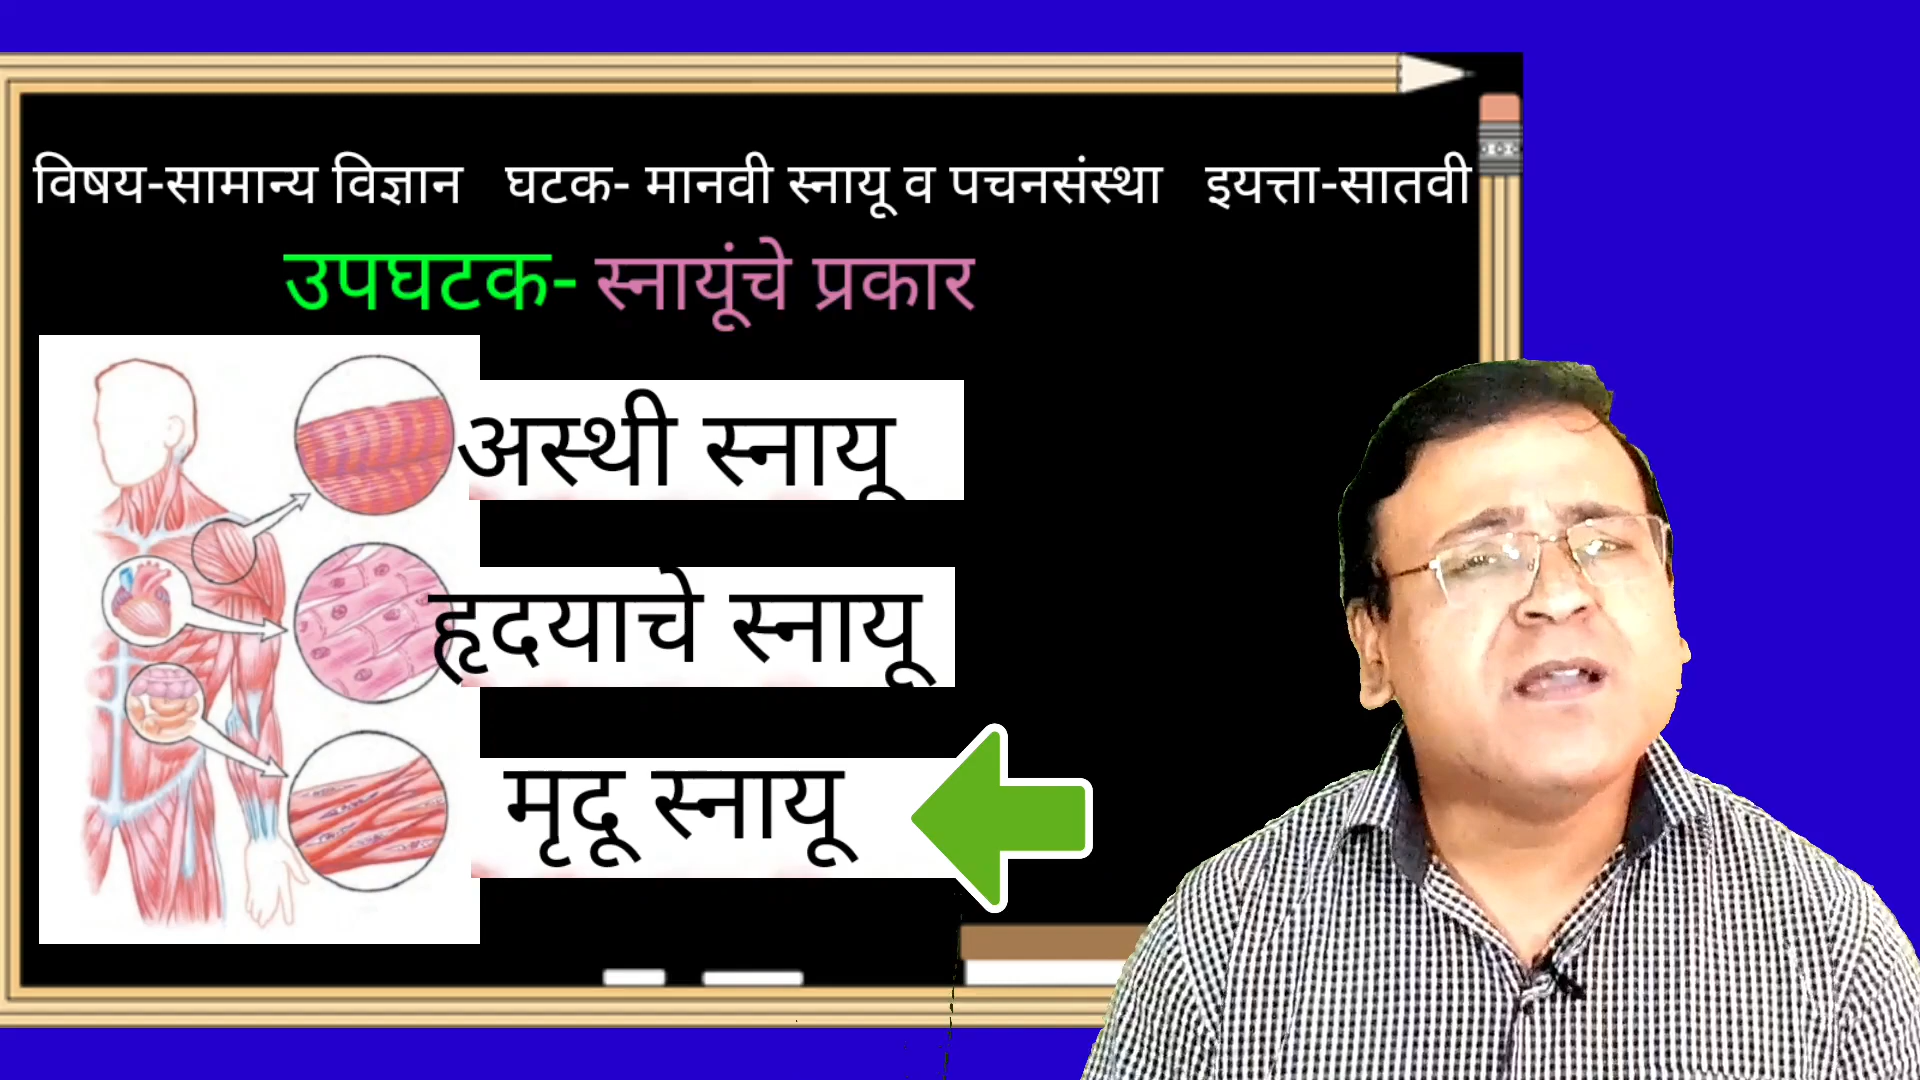 विषय-सामान्य विज्ञान घटक- मानवी स्नायू व पचनसंस्था इयत्ता-सातवी
उपघटक- स्नायूंचे प्रकार
अस्थी स्नायू
हृदयाचे स्नायू
मृदू स्नायू